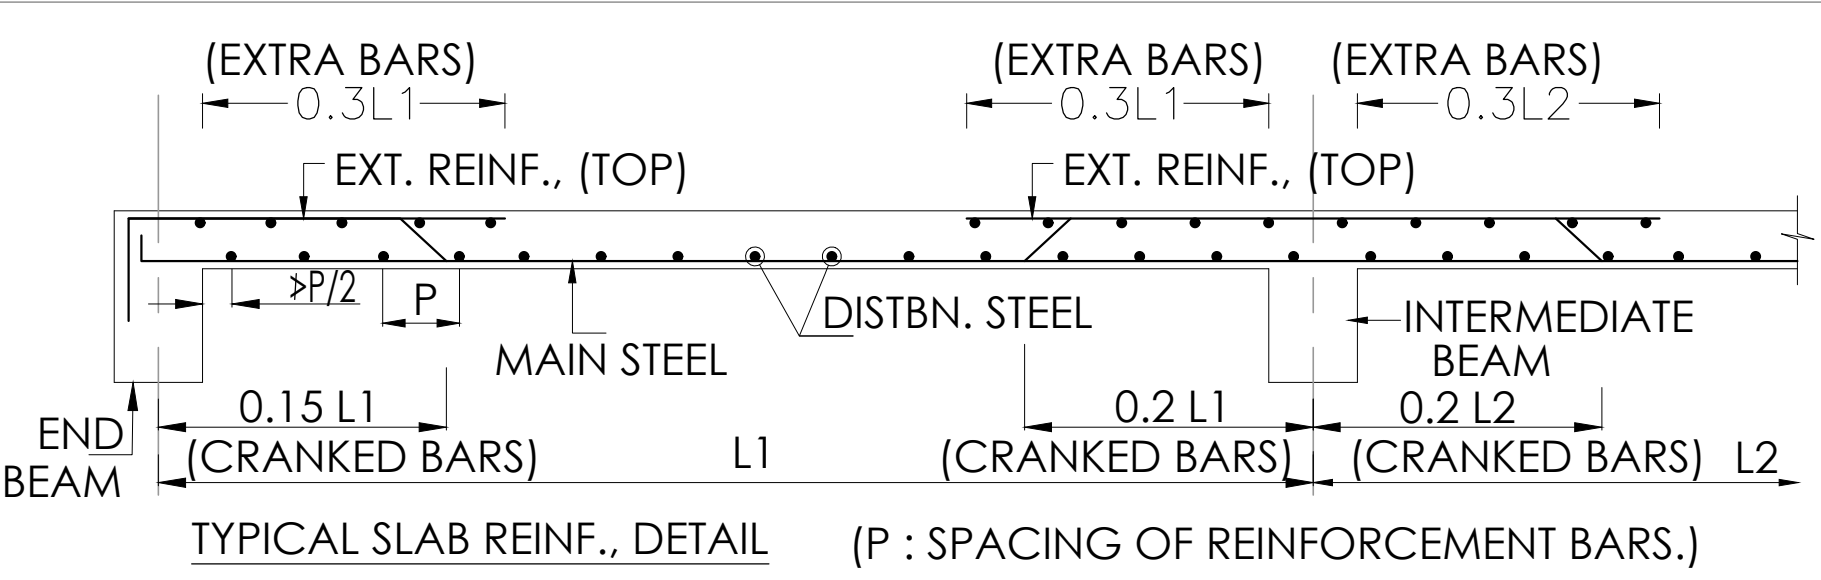 (EXTRA BARS) (EXTRA BARS) (EXTRA BARS)
0.3L1 0.3L1 0.3L2
EXT. REINF., (TOP) EXT. REINF., (TOP)
≯P/2 P
DISTBN. STEEL
MAIN STEEL
INTERMEDIATE
BEAM
END
BEAM
0.15 L1 0.2 L1 0.2 L2
(CRANKED BARS) L1 (CRANKED BARS) (CRANKED BARS) L2
TYPICAL SLAB REINF., DETAIL (P : SPACING OF REINFORCEMENT BARS.)